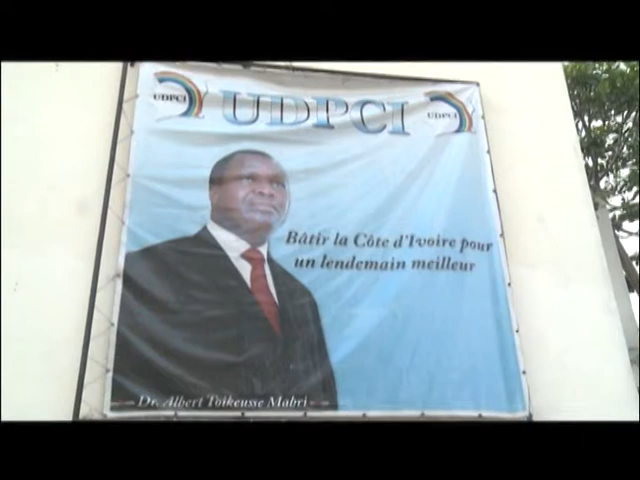 UDPCI
UDPCI
UDPCI
Bâtir la Côte d'Ivoire pour
un lendemain meilleur
Dr. Albert Toikeusse Mabri